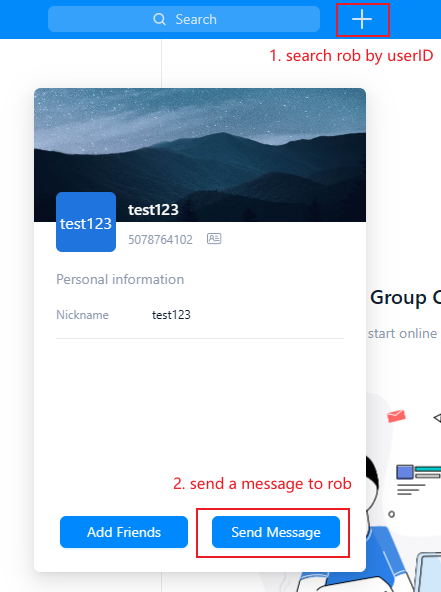 Search
1. search rob by userID
test123
test123
5078764102
Personal information
Nickname test123
Group C
start online
2. send a message to rob
Add Friends
Send Message